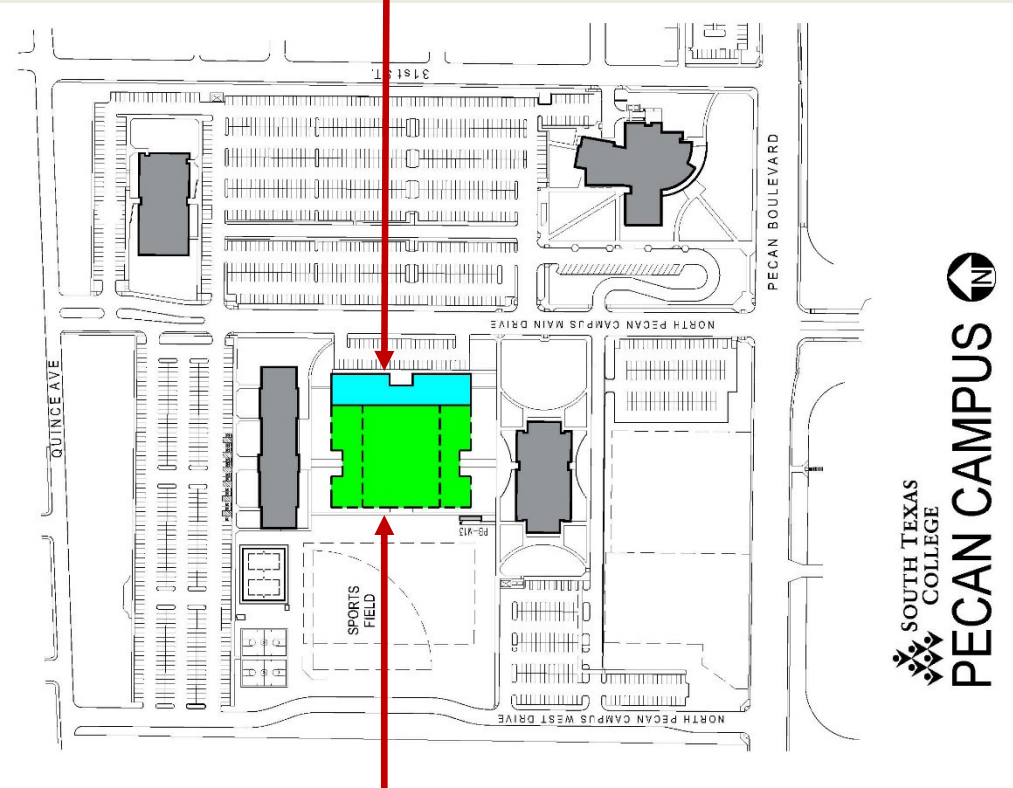 31st ST.
PECAN BOULEVARD
NORTH PECAN CAMPUS MAIN DRIVE
QUINCE AVE
PB-W13
SPORTS
FIELD
NORTH PECAN CAMPUS WEST DRIVE
N
SOUTH TEXAS
COLLEGE
PECAN CAMPUS